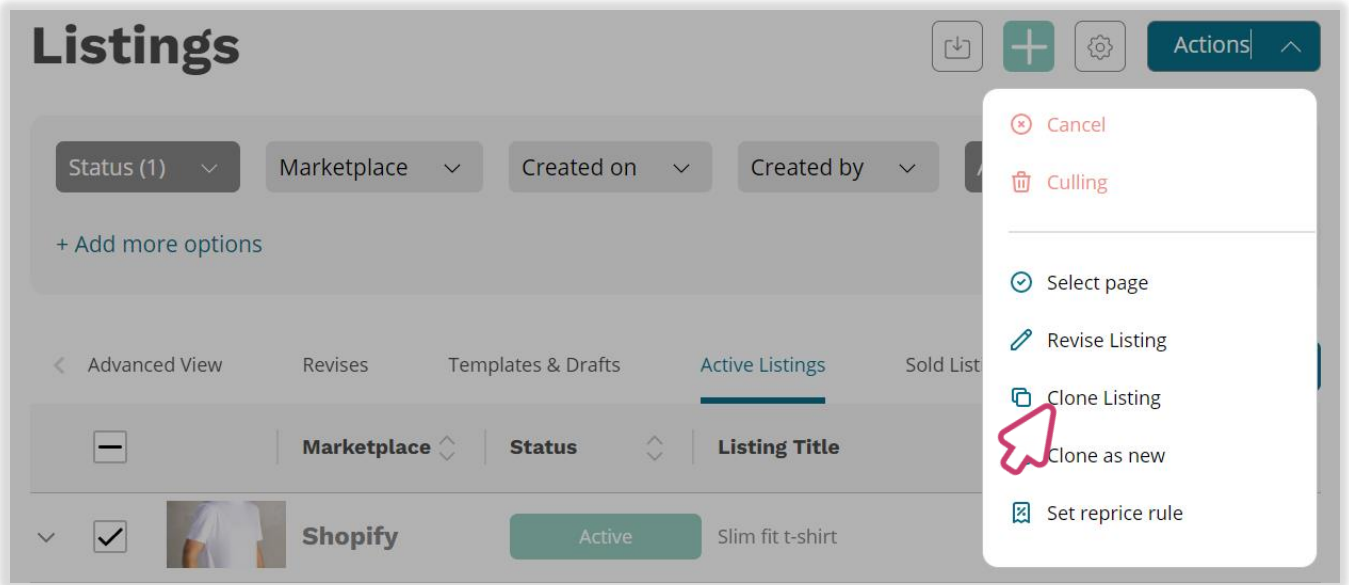 Listings
Actions
Cancel
Culling
Status (1)
Marketplace
Created on
Created by
+ Add more options
Select page
Revise Listing
Clone Listing
Clone as new
Set reprice rule
Advanced View
Revises
Templates & Drafts
Active Listings
Sold List
Marketplace
Status
Listing Title
Shopify
Active
Slim fit t-shirt